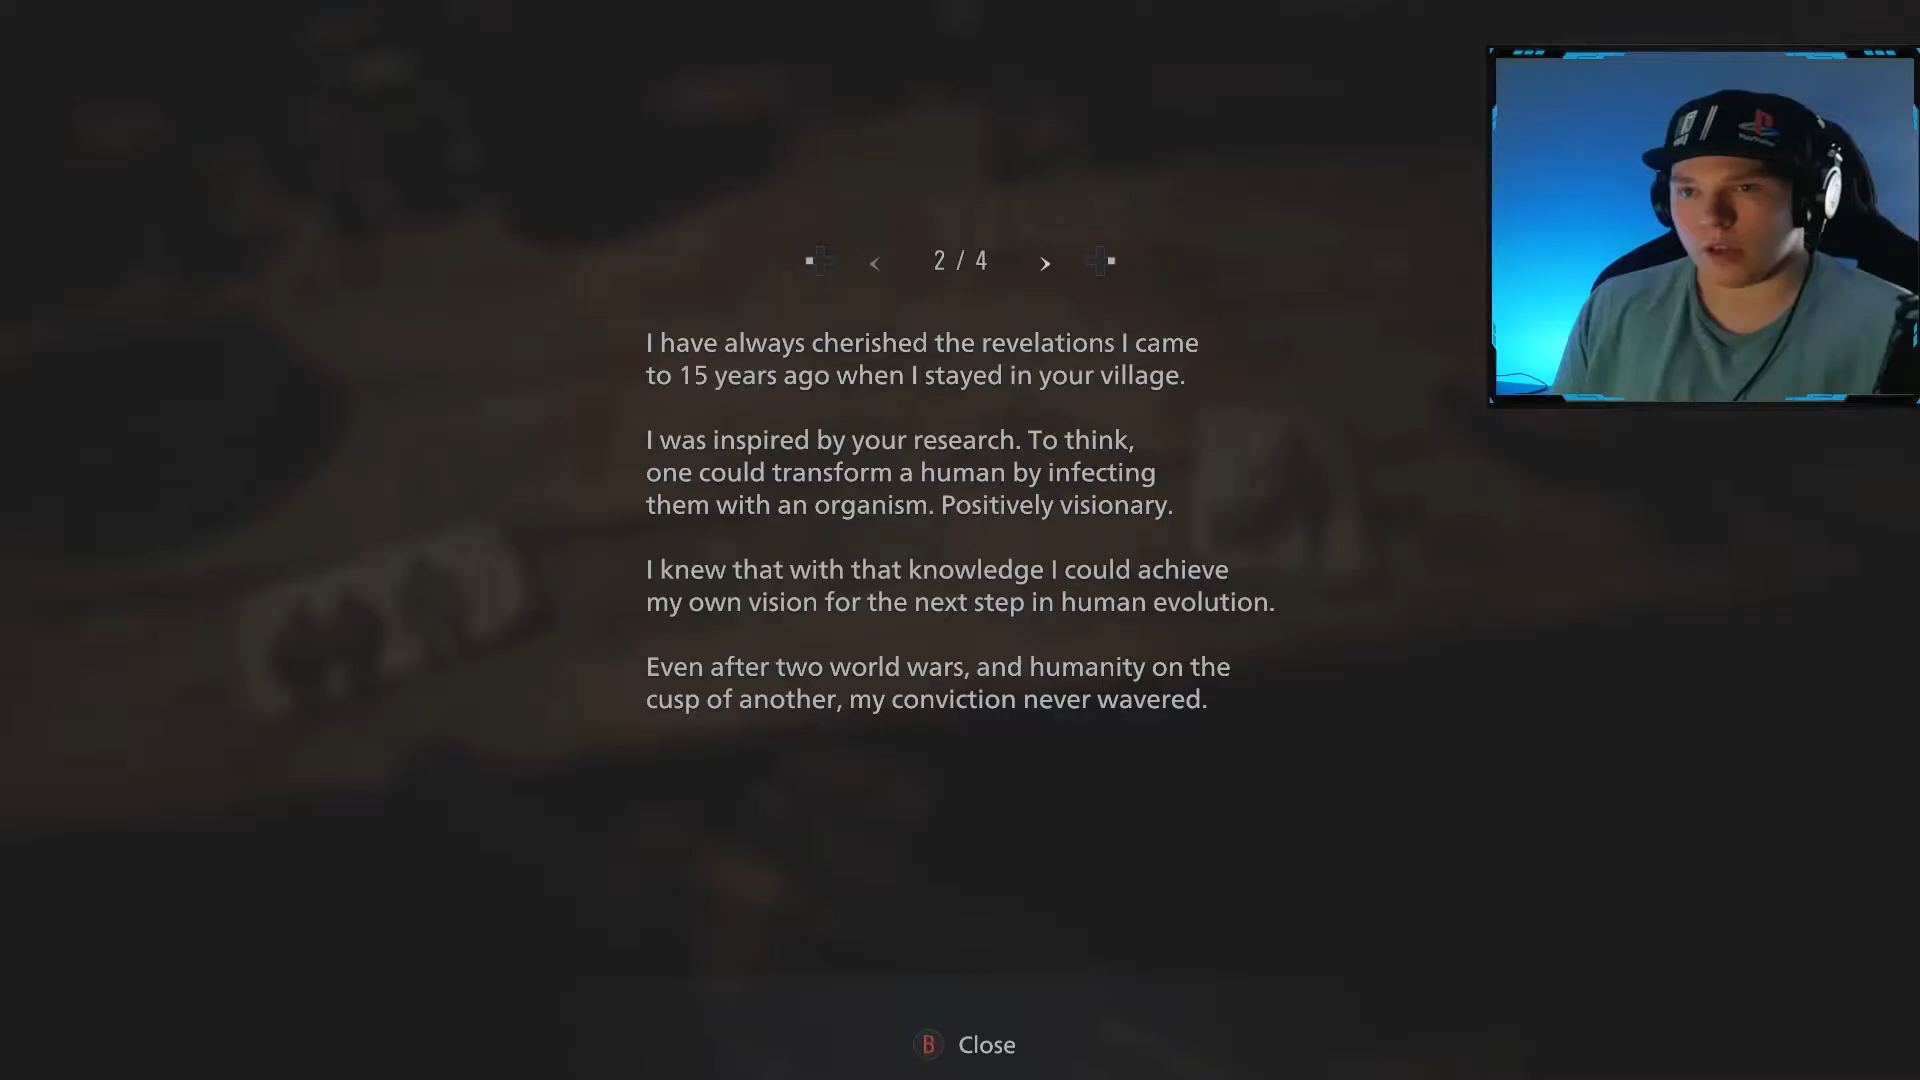 2 / 4
I have always cherished the revelations I came
to 15 years ago when I stayed in your village.
I was inspired by your research. To think,
one could transform a human by infecting
them with an organism. Positively visionary.
I knew that with that knowledge I could achieve
my own vision for the next step in human evolution.
Even after two world wars, and humanity on the
cusp of another, my conviction never wavered.
B Close